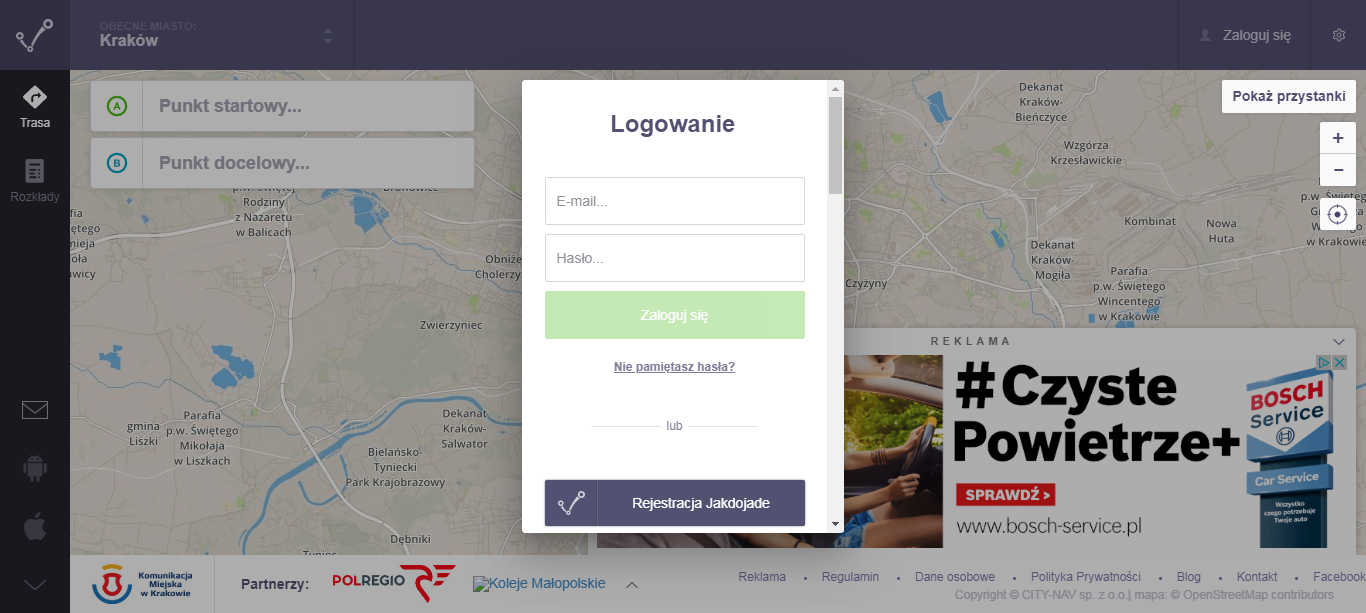 OBECNE MIASTO:
Kraków
Zaloguj się
Trasa
Rozkłady
A
Punkt startowy...
B
Punkt docelowy...
Pokaż przystanki
+
−
Logowanie
E-mail...
Hasło...
Zaloguj się
Nie pamiętasz hasła?
lub
Rejestracja Jakdojade
p.w. Świętej
Rodziny
z Nazaretu
w Balicach
Zwierzyniec
Parafia
p.w. Świętego
Mikołaja
w Liszkach
gmina
Liszki
Dekanat
Kraków-
Salwator
Bielańsko-
Tyniecki
Park Krajobrazowy
Tyniec
Dębniki
Dekanat
Kraków-
Bieńczyce
Wzgórza
Krzesławickie
Kombinat
Nowa
Huta
Dekanat
Kraków-
Mogiła
Czyżyny
Parafia
p.w. Świętego
Wincentego
w Krakowie
w Krakowie
REKLAMA
#Czyste
Powietrze+
SPRAWDŹ >
www.bosch-service.pl
BOSCH
Service
Car Service
Wszystko
czego potrzebuje
Twoje auto
Komunikacja
Miejska
w Krakowie
Partnerzy:
POLREGIO
Koleje Małopolskie
Reklama • Regulamin • Dane osobowe • Polityka Prywatności • Blog • Kontakt • Facebook
Copyright © CITY-NAV sp. z o.o.| mapa: © OpenStreetMap contributors